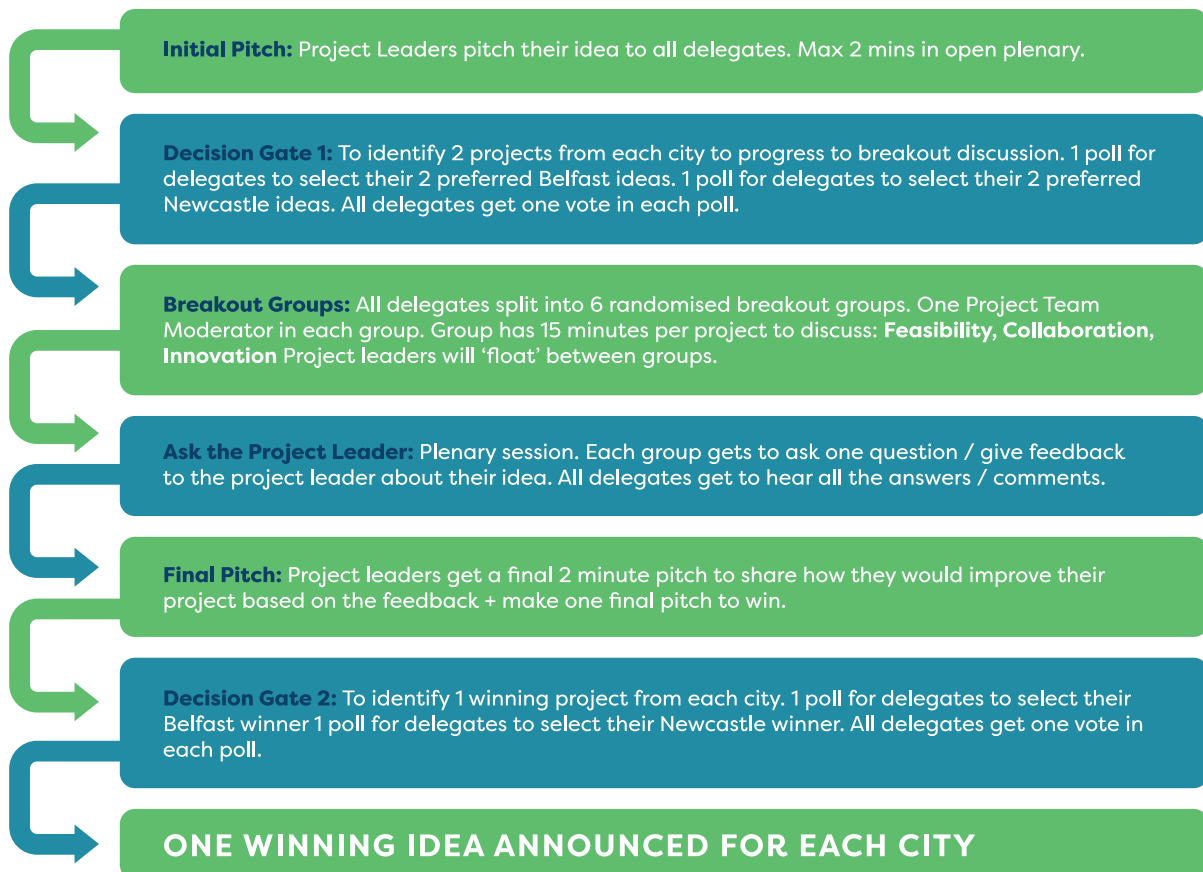 Initial Pitch: Project Leaders pitch their idea to all delegates. Max 2 mins in open plenary.
Decision Gate 1: To identify 2 projects from each city to progress to breakout discussion. 1 poll for
delegates to select their 2 preferred Belfast ideas. 1 poll for delegates to select their 2 preferred
Newcastle ideas. All delegates get one vote in each poll.
Breakout Groups: All delegates split into 6 randomised breakout groups. One Project Team
Moderator in each group. Group has 15 minutes per project to discuss: Feasibility, Collaboration,
Innovation Project leaders will ‘float’ between groups.
Ask the Project Leader: Plenary session. Each group gets to ask one question / give feedback
to the project leader about their idea. All delegates get to hear all the answers / comments.
Final Pitch: Project leaders get a final 2 minute pitch to share how they would improve their
project based on the feedback + make one final pitch to win.
Decision Gate 2: To identify 1 winning project from each city. 1 poll for delegates to select their
Belfast winner 1 poll for delegates to select their Newcastle winner. All delegates get one vote in
each poll.
ONE WINNING IDEA ANNOUNCED FOR EACH CITY